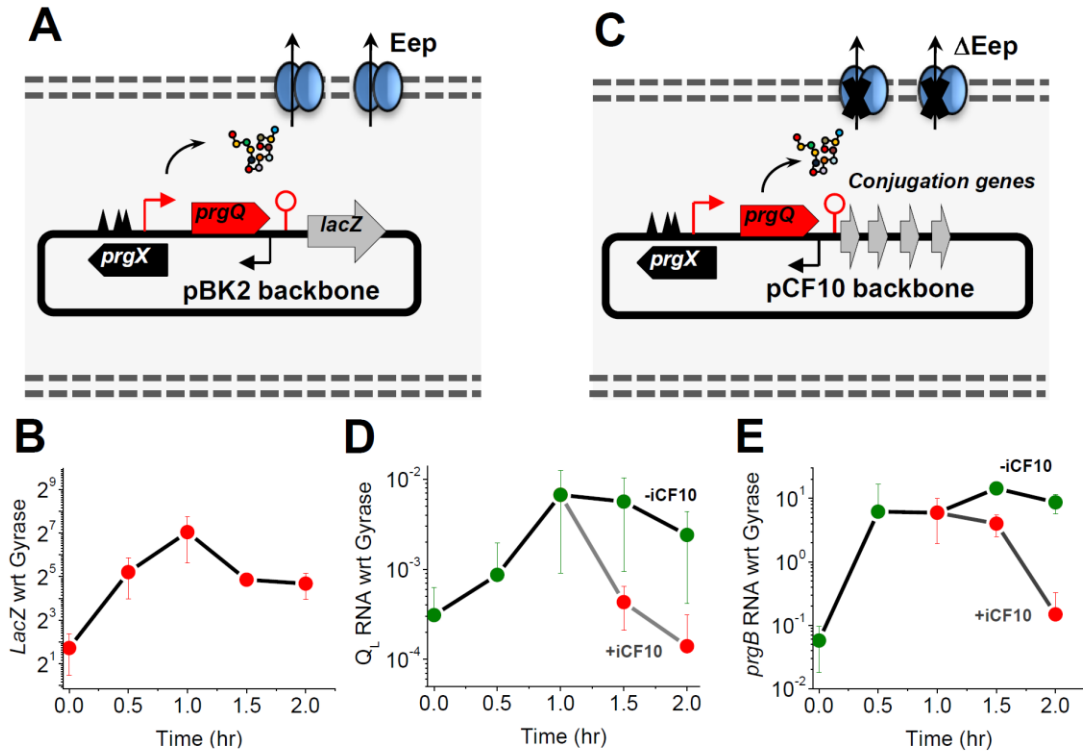 A
Eep
prgQ
lacZ
prgX
pBK2 backbone
C
ΔEep
Conjugation genes
prgQ
prgX
pCF10 backbone
B
LacZ wrt Gyrase
2^9
2^7
2^5
2^3
2^1
0.0 0.5 1.0 1.5 2.0
Time (hr)
D
Q_L RNA wrt Gyrase
10^-2
10^-3
10^-4
-iCF10
+iCF10
0.0 0.5 1.0 1.5 2.0
Time (hr)
E
prgB RNA wrt Gyrase
10^1
10^0
10^-1
10^-2
-iCF10
+iCF10
0.0 0.5 1.0 1.5 2.0
Time (hr)